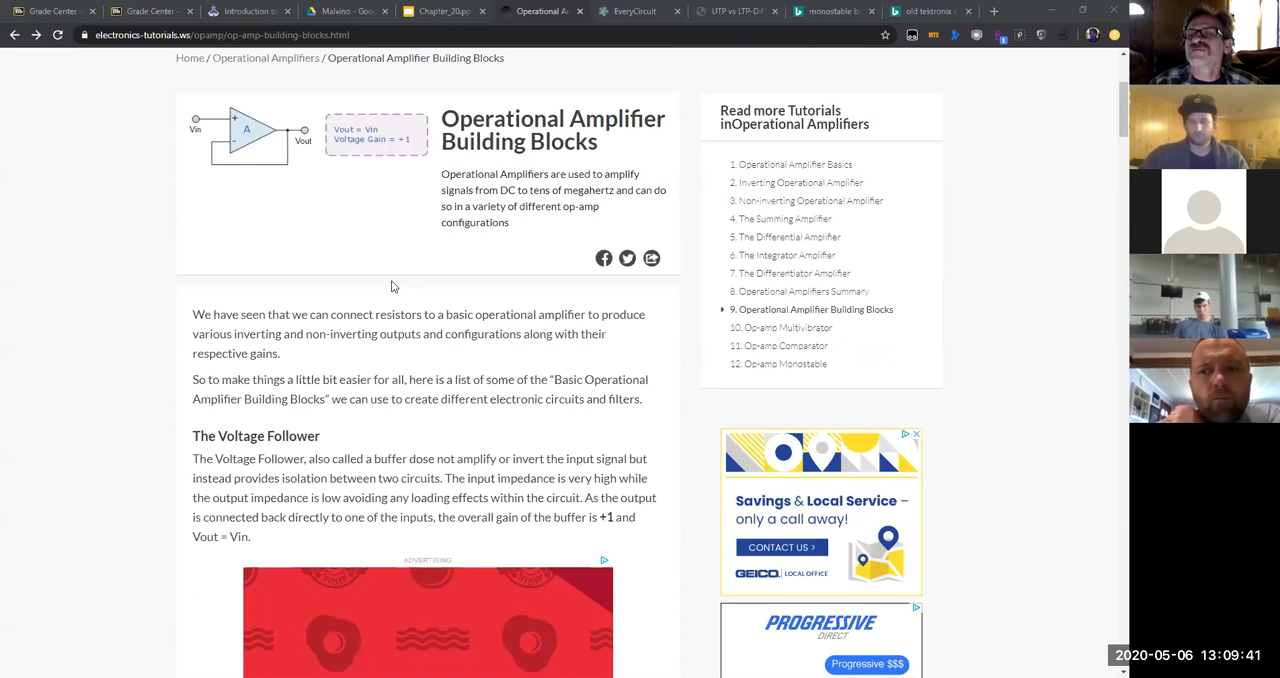 Grade Center —
Grade Center —
Introduction to
Malvino - Goo
Chapter_20.pp
Operational An
EveryCircuit
UTP vs LTP-Dif
monostable b
old tektronix c
electronics-tutorials.ws/opamp/op-amp-building-blocks.html
MTS
1
Home / Operational Amplifiers / Operational Amplifier Building Blocks
Vin
+
-
A
Vout
Vout = Vin
Voltage Gain = +1
Operational Amplifier
Building Blocks
Operational Amplifiers are used to amplify
signals from DC to tens of megahertz and can do
so in a variety of different op-amp
configurations
We have seen that we can connect resistors to a basic operational amplifier to produce
various inverting and non-inverting outputs and configurations along with their
respective gains.
So to make things a little bit easier for all, here is a list of some of the “Basic Operational
Amplifier Building Blocks” we can use to create different electronic circuits and filters.
The Voltage Follower
The Voltage Follower, also called a buffer dose not amplify or invert the input signal but
instead provides isolation between two circuits. The input impedance is very high while
the output impedance is low avoiding any loading effects within the circuit. As the output
is connected back directly to one of the inputs, the overall gain of the buffer is +1 and
Vout = Vin.
ADVERTISING
Read more Tutorials
inOperational Amplifiers
1. Operational Amplifier Basics
2. Inverting Operational Amplifier
3. Non-inverting Operational Amplifier
4. The Summing Amplifier
5. The Differential Amplifier
6. The Integrator Amplifier
7. The Differentiator Amplifier
8. Operational Amplifiers Summary
9. Operational Amplifier Building Blocks
10. Op-amp Multivibrator
11. Op-amp Comparator
12. Op-amp Monostable
Savings & Local Service –
only a call away!
CONTACT US >
GEICO. LOCAL OFFICE
PROGRESSIVE
DIRECT
Progressive $$$
2020-05-06 13:09:41